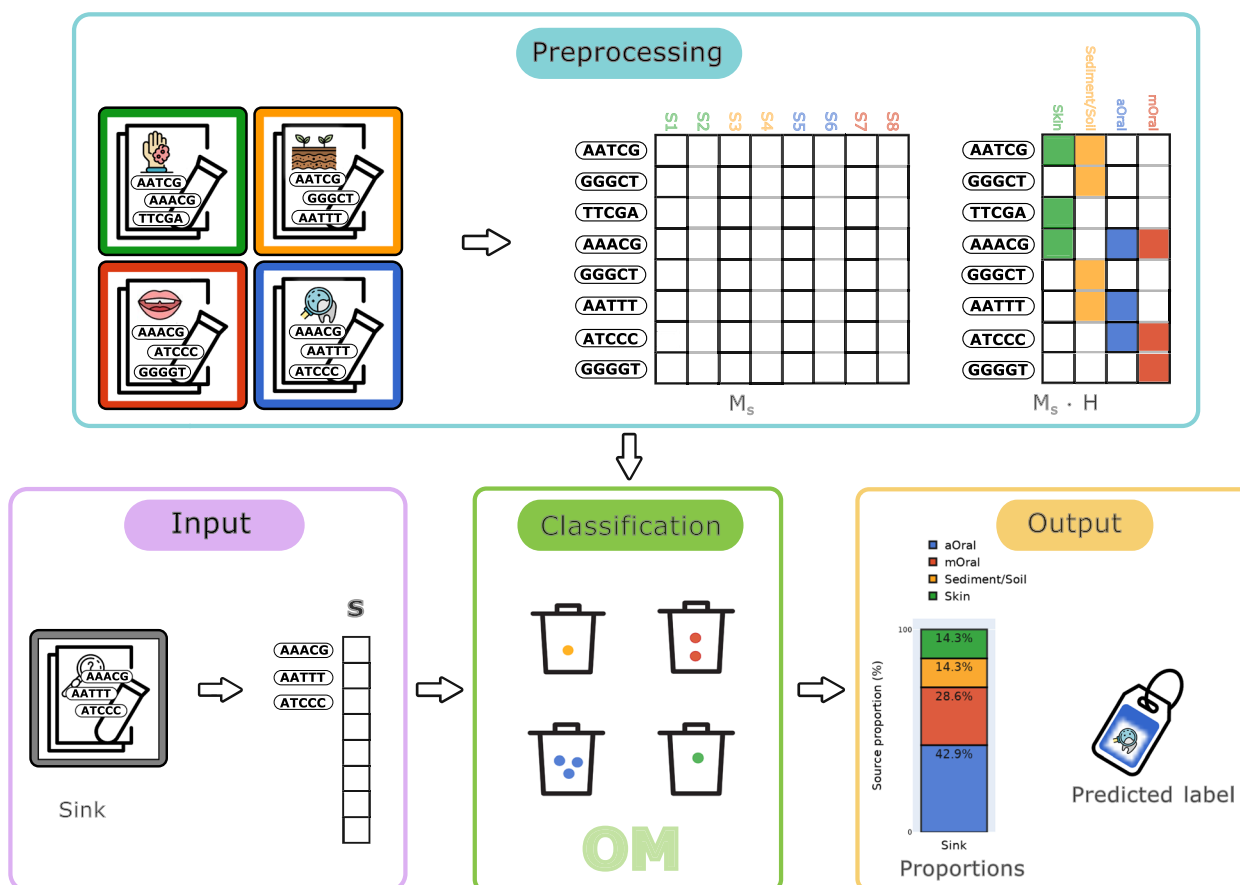 Preprocessing
AATCG
AAACG
TTCGA
AATCG
GGGCT
AATTT
AAACG
ATCCC
GGGGT
AAACG
AATTT
ATCCC
S1 S2 S3 S4 S5 S6 S7 S8
AATCG
GGGCT
TTCGA
AAACG
GGGCT
AATTT
ATCCC
GGGGT
Ms
Skin Sediment/Soil aOral mOral
AATCG
GGGCT
TTCGA
AAACG
GGGCT
AATTT
ATCCC
GGGGT
Ms · H
Input
?
AAACG
AATTT
ATCCC
Sink
S
AAACG
AATTT
ATCCC
Classification
OM
Output
aOral
mOral
Sediment/Soil
Skin
Source proportion (%)
100
0
14.3%
14.3%
28.6%
42.9%
Sink
Proportions
Predicted label